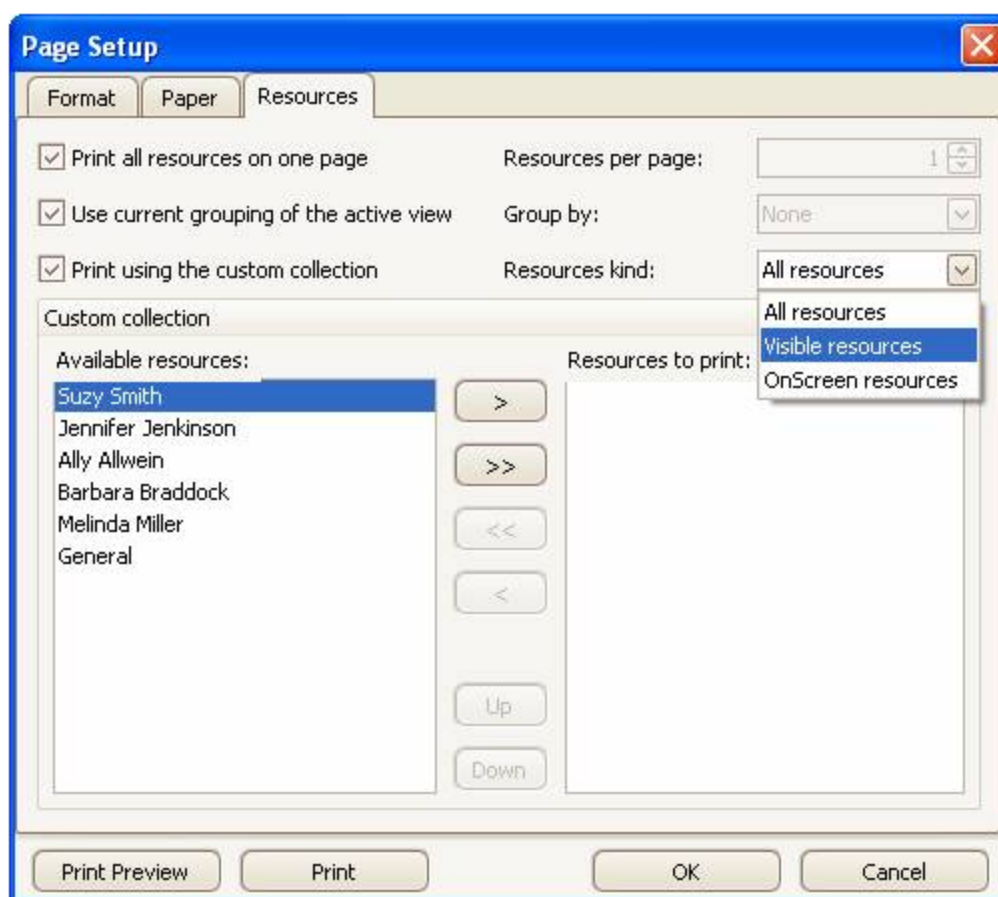 Page Setup
Format Paper Resources
Print all resources on one page Resources per page: 1
Use current grouping of the active view Group by: None
Print using the custom collection Resources kind: All resources
All resources
Visible resources
OnScreen resources
Custom collection
Available resources: Resources to print:
Suzy Smith
Jennifer Jenkinson
Ally Allwein
Barbara Braddock
Melinda Miller
General
>
>>
<<
<
Up
Down
Print Preview Print OK Cancel